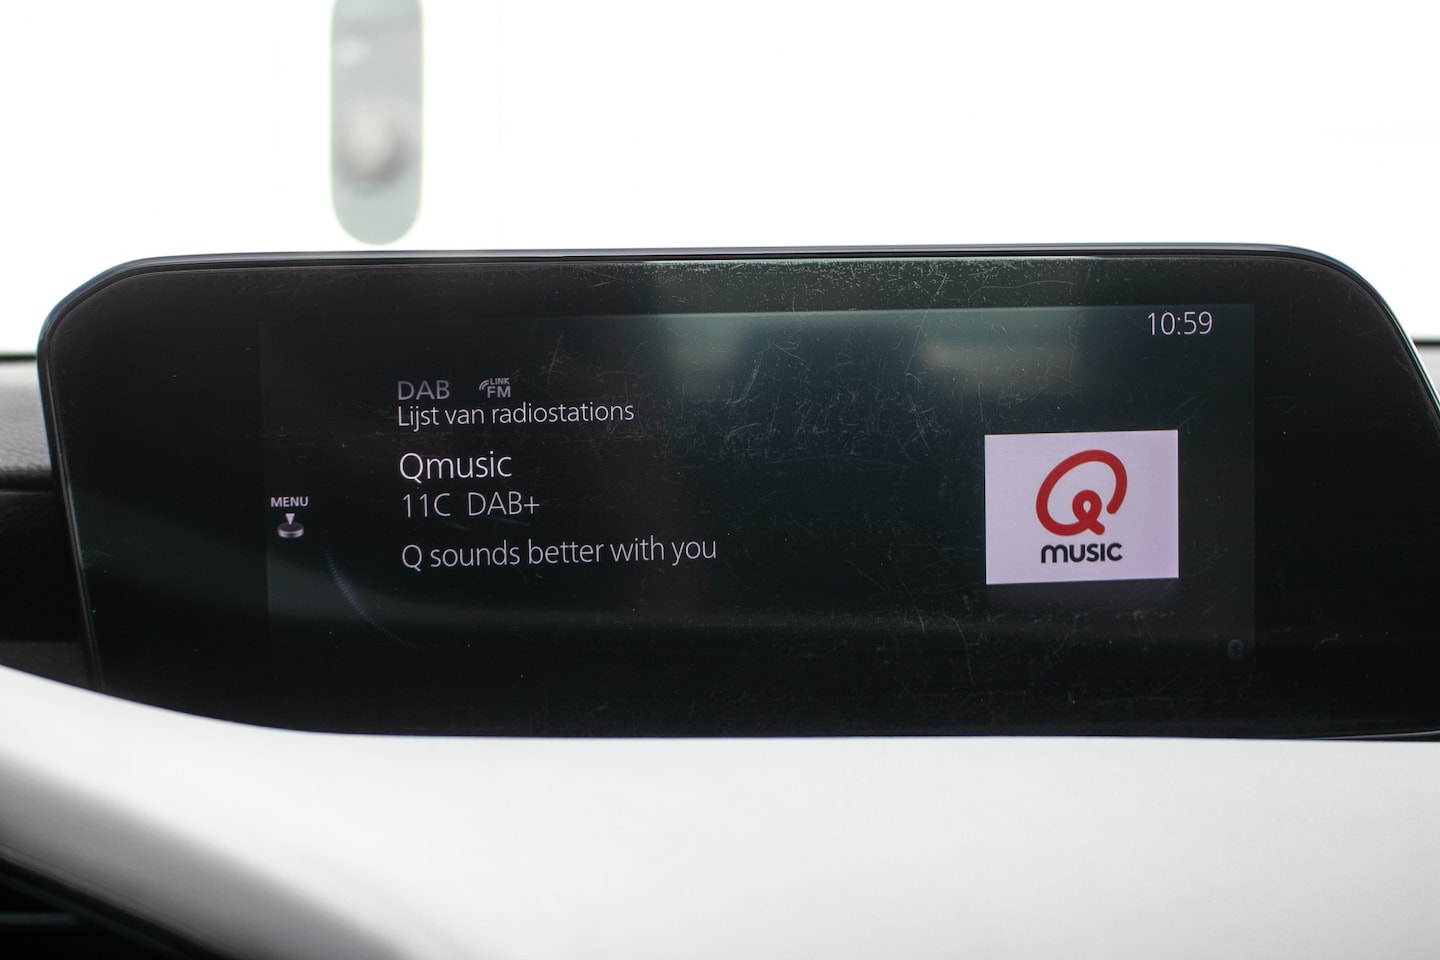 10:59
DAB LINK FM
Lijst van radiostations
Qmusic
11C DAB+
Q sounds better with you
MENU
Q
MUSIC